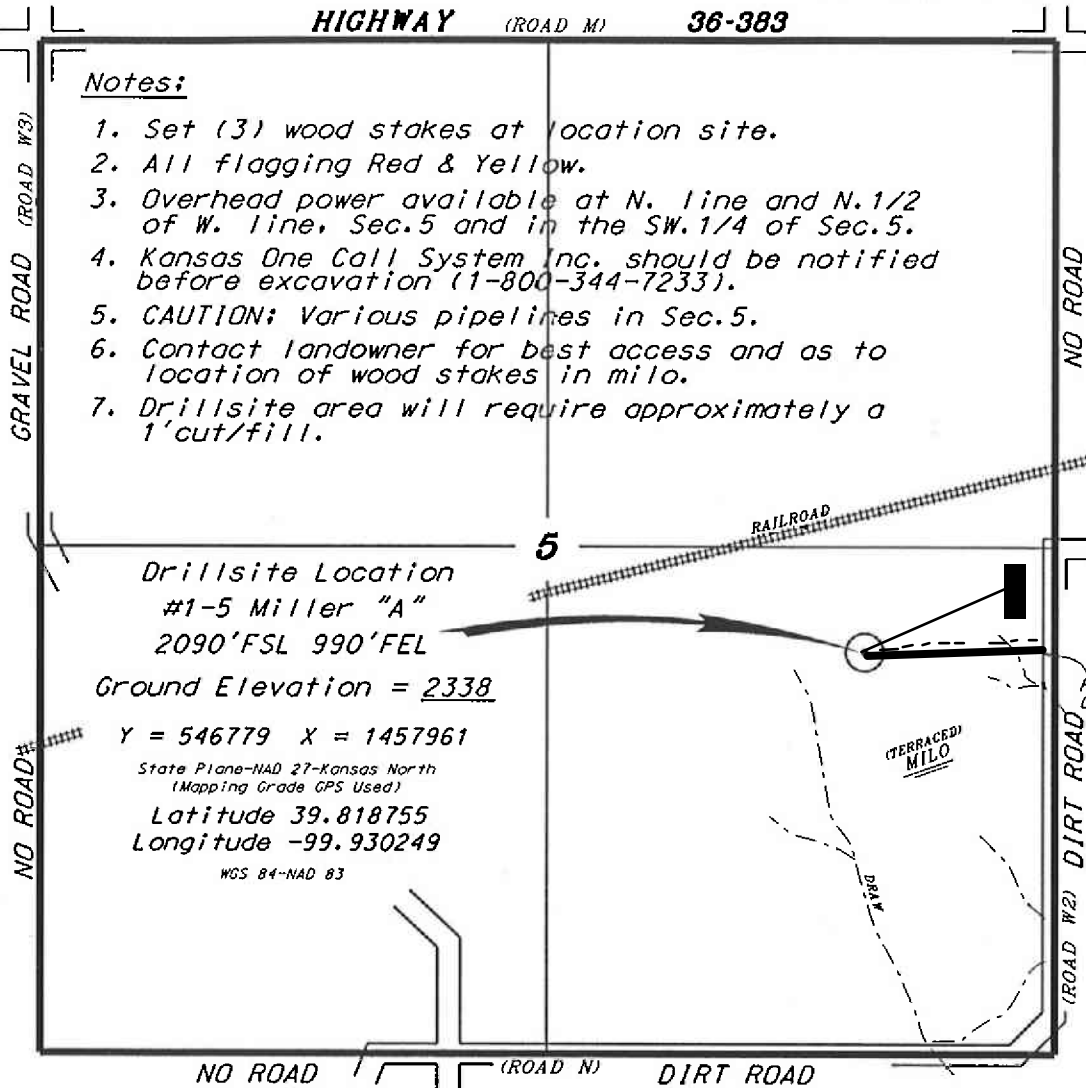 HIGHWAY (ROAD M) 36-383
Notes:
1. Set (3) wood stakes at location site.
2. All flagging Red & Yellow.
3. Overhead power available at N. line and N.1/2
of W. line, Sec.5 and in the SW.1/4 of Sec.5.
4. Kansas One Call System Inc. should be notified
before excavation (1-800-344-7233).
5. CAUTION: Various pipelines in Sec.5.
6. Contact landowner for best access and as to
location of wood stakes in milo.
7. Drillsite area will require approximately a
1'cut/fill.
GRAVEL ROAD (ROAD W3)
NO ROAD
RAILROAD
5
Drillsite Location
#1-5 Miller "A"
2090'FSL 990'FEL
Ground Elevation = 2338
Y = 546779 X = 1457961
State Plane-NAD 27-Kansas North
(Mapping Grade GPS Used)
Latitude 39.818755
Longitude -99.930249
WGS 84-NAD 83
NO ROAD
(TERRACED)
MILO
DRAW
(ROAD W2) DIRT ROAD
NO ROAD (ROAD N) DIRT ROAD